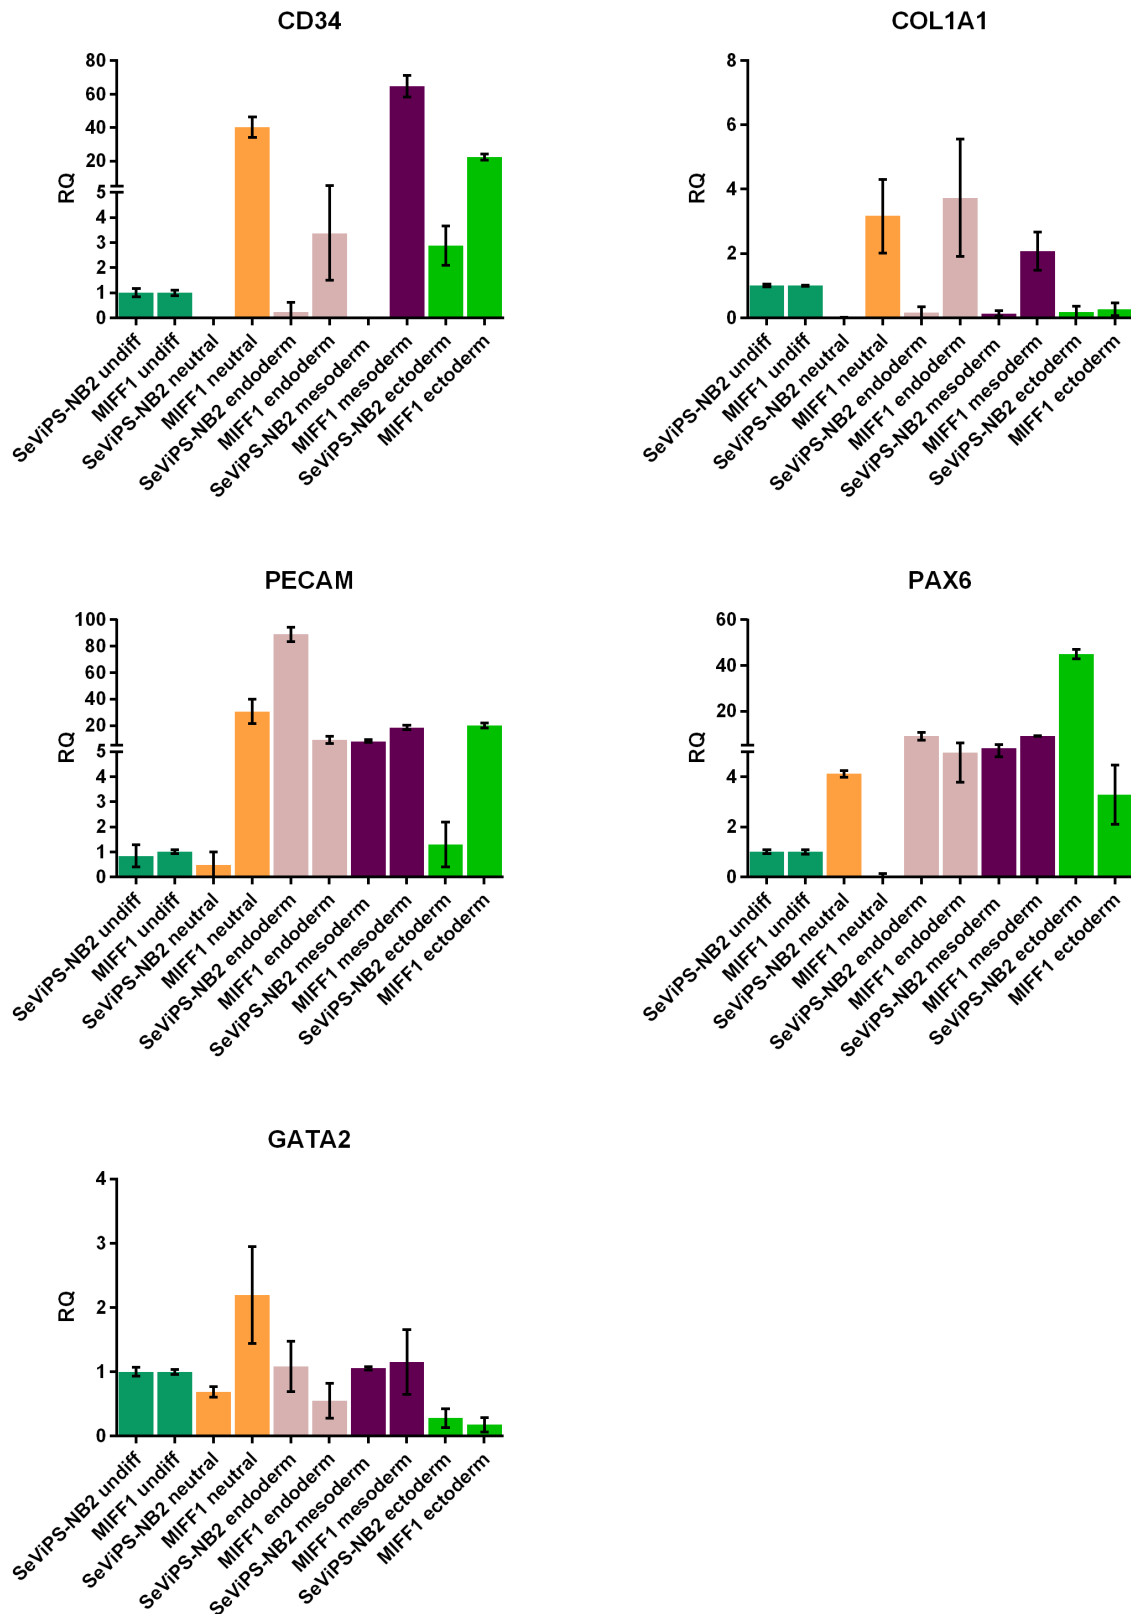 CD34
80
60
40
20
5
4
3
2
1
0
RQ
SeViPS-NB2 undiff
MIFF1 undiff
SeViPS-NB2 neutral
MIFF1 neutral
SeViPS-NB2 endoderm
MIFF1 endoderm
SeViPS-NB2 mesoderm
MIFF1 mesoderm
SeViPS-NB2 ectoderm
MIFF1 ectoderm
COL1A1
8
6
4
2
0
RQ
SeViPS-NB2 undiff
MIFF1 undiff
SeViPS-NB2 neutral
MIFF1 neutral
SeViPS-NB2 endoderm
MIFF1 endoderm
SeViPS-NB2 mesoderm
MIFF1 mesoderm
SeViPS-NB2 ectoderm
MIFF1 ectoderm
PECAM
100
80
60
40
20
5
4
3
2
1
0
RQ
SeViPS-NB2 undiff
MIFF1 undiff
SeViPS-NB2 neutral
MIFF1 neutral
SeViPS-NB2 endoderm
MIFF1 endoderm
SeViPS-NB2 mesoderm
MIFF1 mesoderm
SeViPS-NB2 ectoderm
MIFF1 ectoderm
PAX6
60
40
20
4
2
0
RQ
SeViPS-NB2 undiff
MIFF1 undiff
SeViPS-NB2 neutral
MIFF1 neutral
SeViPS-NB2 endoderm
MIFF1 endoderm
SeViPS-NB2 mesoderm
MIFF1 mesoderm
SeViPS-NB2 ectoderm
MIFF1 ectoderm
GATA2
4
3
2
1
0
RQ
SeViPS-NB2 undiff
MIFF1 undiff
SeViPS-NB2 neutral
MIFF1 neutral
SeViPS-NB2 endoderm
MIFF1 endoderm
SeViPS-NB2 mesoderm
MIFF1 mesoderm
SeViPS-NB2 ectoderm
MIFF1 ectoderm